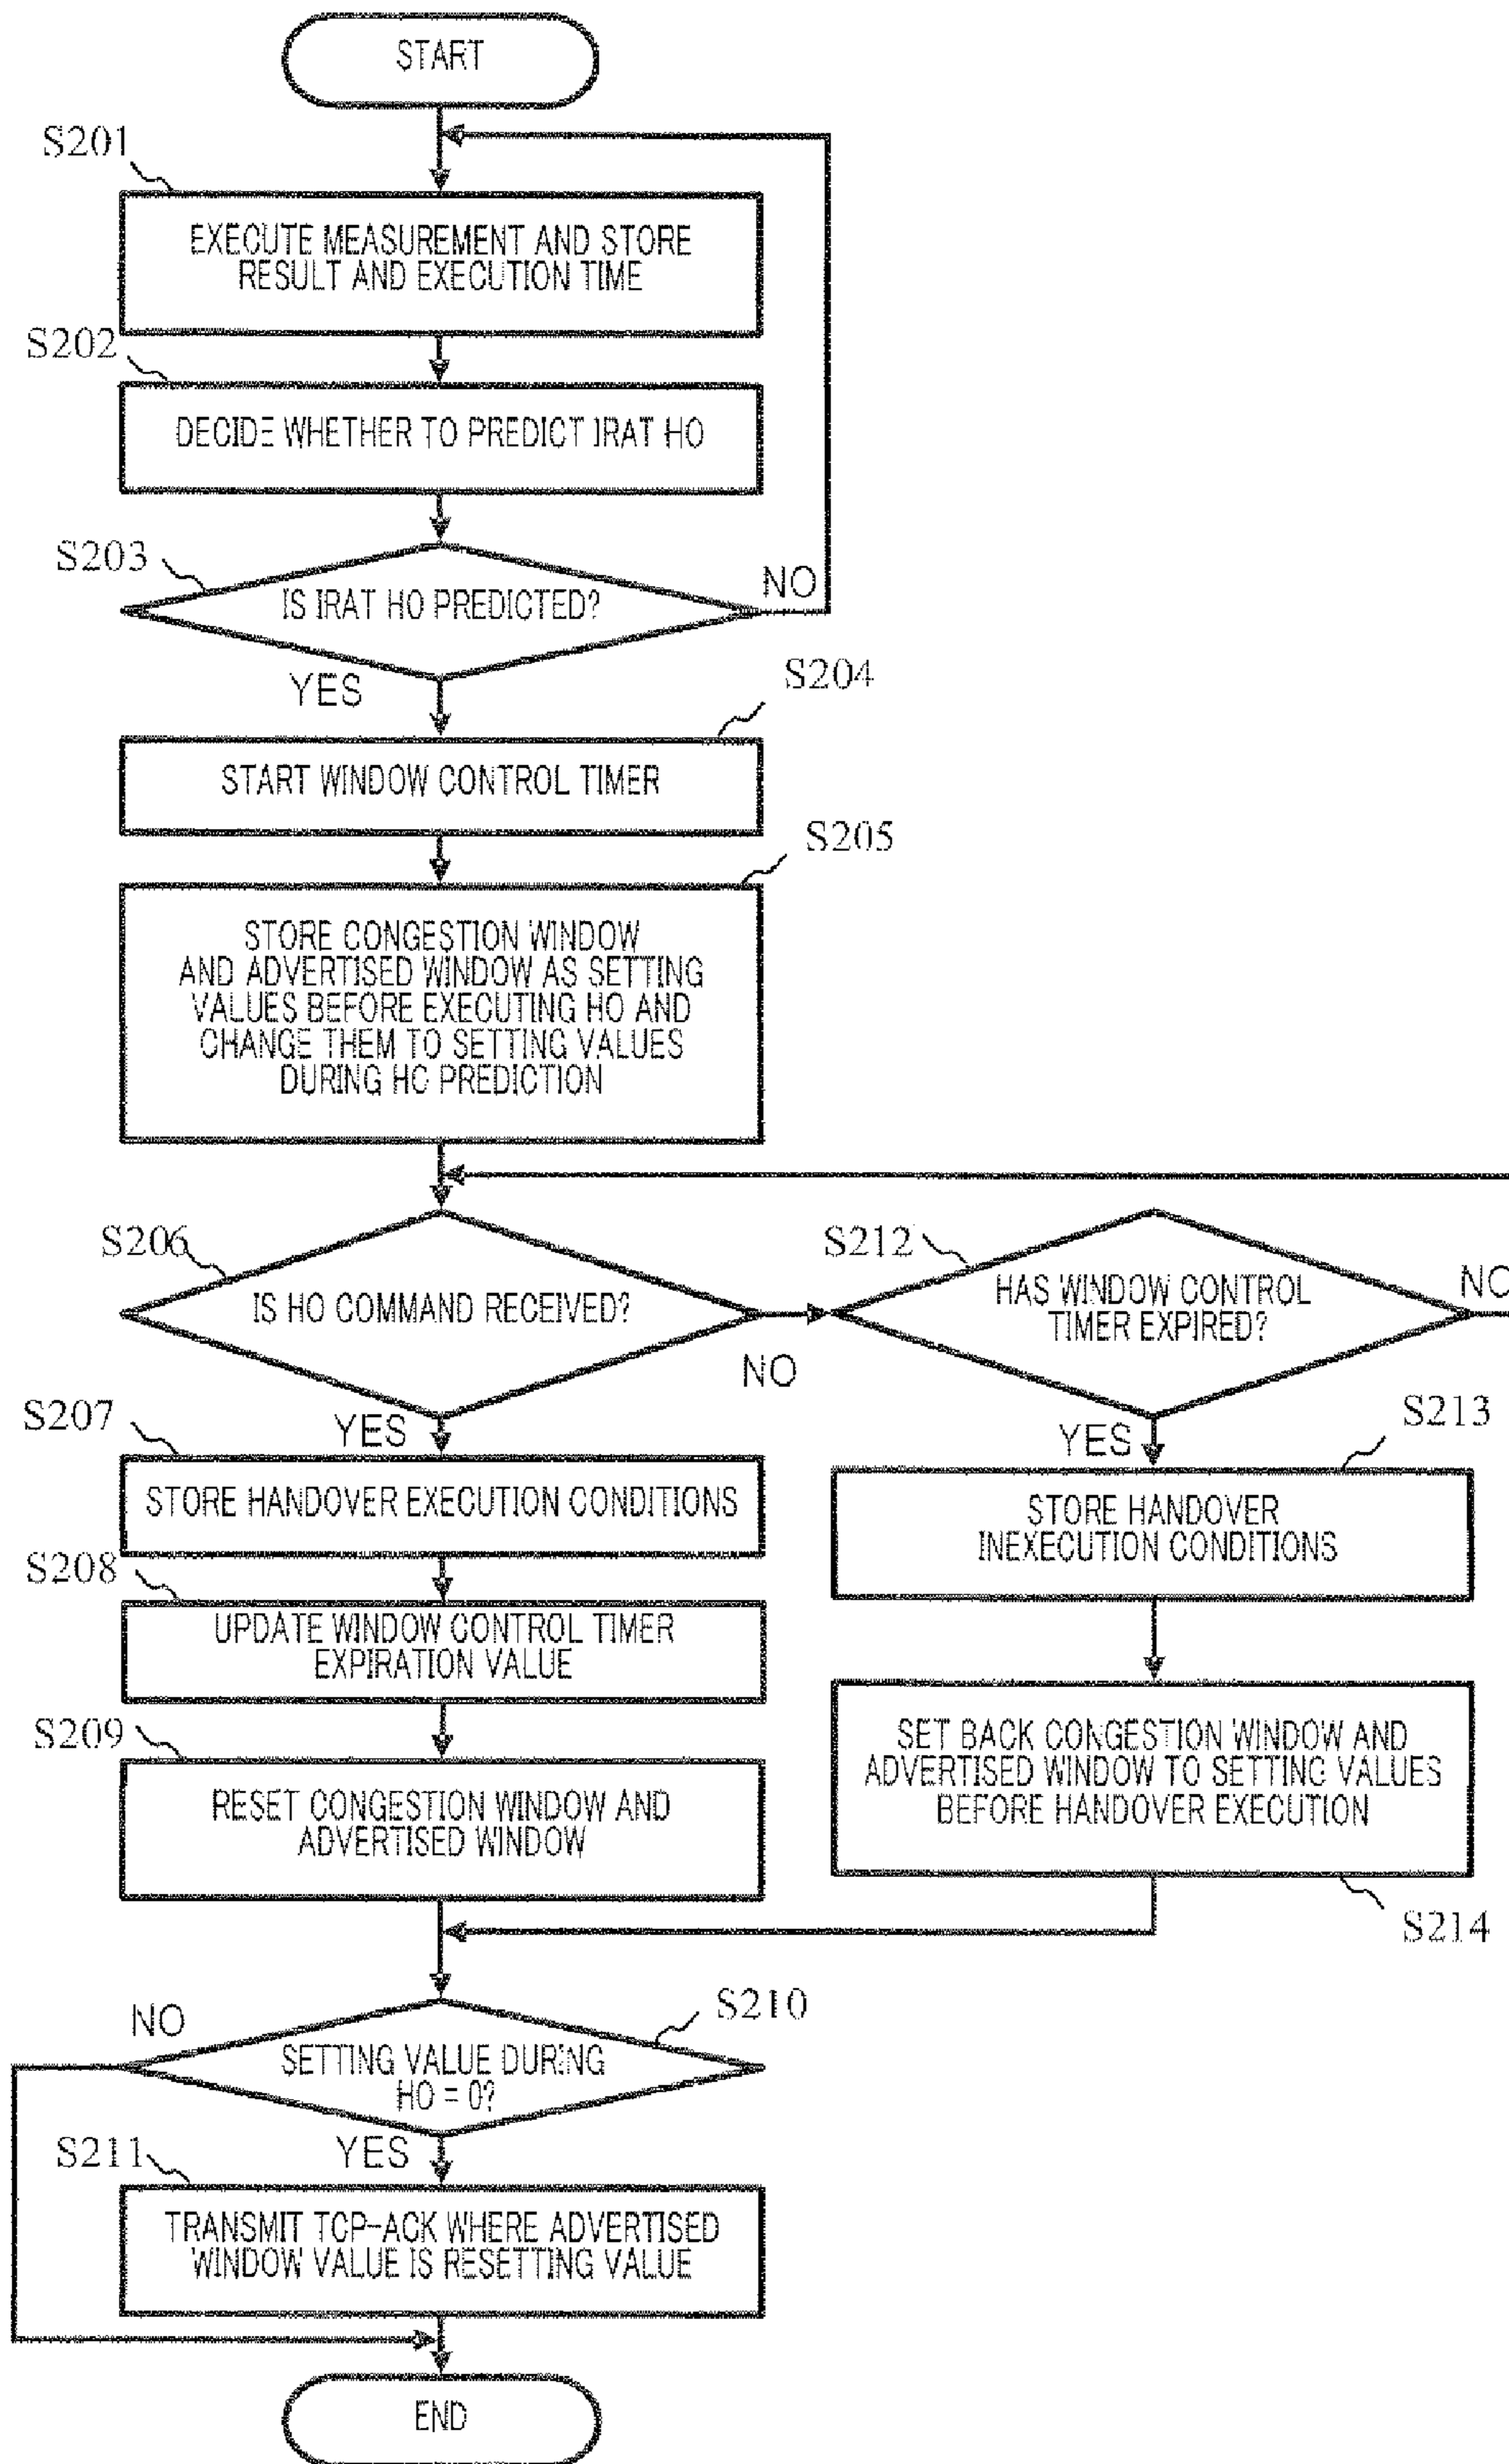 START
S201
EXECUTE MEASUREMENT AND STORE
RESULT AND EXECUTION TIME
S202
DECIDE WHETHER TO PREDICT IRAT HO
S203
IS IRAT HO PREDICTED?
NO
YES
S204
START WINDOW CONTROL TIMER
S205
STORE CONGESTION WINDOW
AND ADVERTISED WINDOW AS SETTING
VALUES BEFORE EXECUTING HO AND
CHANGE THEM TO SETTING VALUES
DURING HO PREDICTION
S206
IS HO COMMAND RECEIVED?
NO
YES
S212
HAS WINDOW CONTROL
TIMER EXPIRED?
NO
YES
S207
STORE HANDOVER EXECUTION CONDITIONS
S213
STORE HANDOVER
INEXECUTION CONDITIONS
S208
UPDATE WINDOW CONTROL TIMER
EXPIRATION VALUE
S209
RESET CONGESTION WINDOW AND
ADVERTISED WINDOW
SET BACK CONGESTION WINDOW AND
ADVERTISED WINDOW TO SETTING VALUES
BEFORE HANDOVER EXECUTION
S214
S210
NO
SETTING VALUE DURING
HO = 0?
YES
S211
TRANSMIT TCP-ACK WHERE ADVERTISED
WINDOW VALUE IS RESETTING VALUE
END